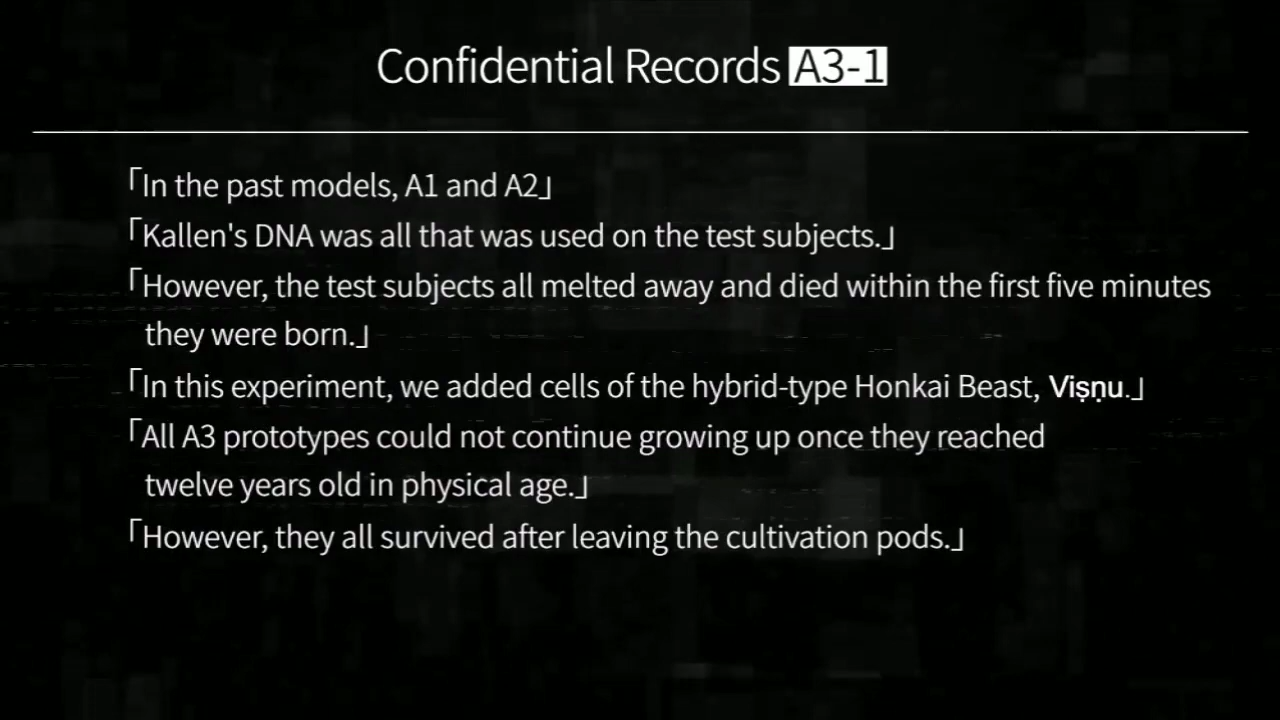 Confidential Records A3-1
「In the past models, A1 and A2」
「Kallen's DNA was all that was used on the test subjects.」
「However, the test subjects all melted away and died within the first five minutes
they were born.」
「In this experiment, we added cells of the hybrid-type Honkai Beast, Viṣṇu.」
「All A3 prototypes could not continue growing up once they reached
twelve years old in physical age.」
「However, they all survived after leaving the cultivation pods.」